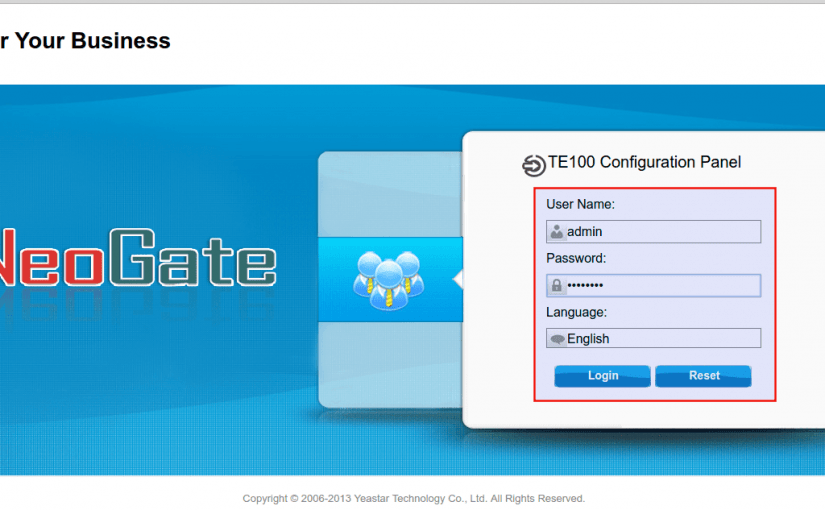 r Your Business
TE100 Configuration Panel
User Name:
admin
NeoGate
Password:
••••••••
Language:
English
Login Reset
Copyright © 2006-2013 Yeastar Technology Co., Ltd. All Rights Reserved.